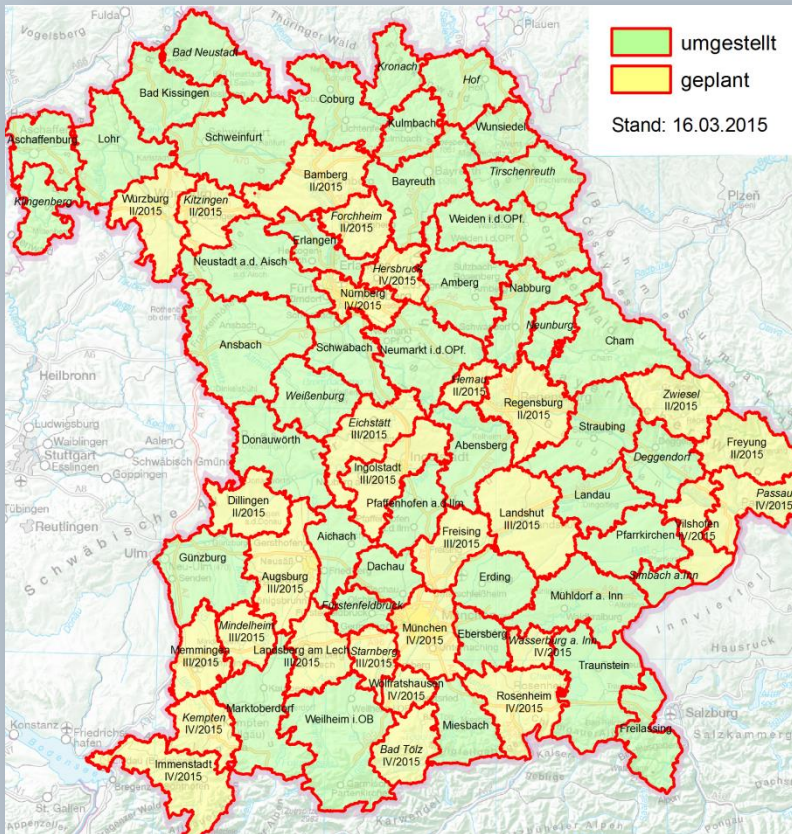 umgestellt
geplant
Stand: 16.03.2015
Fulda
Vogelsberg
Thüringer Wald
Plauen
Bad Neustadt
Kronach
Hof
Bad Kissingen
Coburg
Aschaffenburg
Lohr
Schweinfurt
Kulmbach
Wunsiedel
Bamberg
II/2015
Bayreuth
Tirschenreuth
Klingenberg
Würzburg
II/2015
Kitzingen
II/2015
Plzeň
Forchheim
II/2015
Weiden i.d.OPf.
Erlangen
Neustadt a.d. Aisch
Hersbruck
IV/2015
Amberg
Nabburg
Nürnberg
IV/2015
Neunburg
Ansbach
Schwabach
Neumarkt i.d.OPf.
Cham
Heilbronn
Weißenburg
Hemau
II/2015
Regensburg
II/2015
Zwiesel
II/2015
Eichstätt
III/2015
Straubing
Ludwigsburg
Waiblingen
Aalen
Stuttgart
Schwäbisch Gmünd
Esslingen
Göppingen
Donauwörth
Abensberg
Freyung
II/2015
Deggendorf
Ingolstadt
III/2015
Tübingen
Reutlingen
Dillingen
II/2015
Pfaffenhofen a.d.Ilm
Landshut
III/2015
Landau
Passau
IV/2015
Vilshofen
IV/2015
Ulm
Aichach
Freising
III/2015
Pfarrkirchen
Günzburg
Augsburg
III/2015
Dachau
Erding
Simbach a.Inn
Fürstenfeldbruck
Mühldorf a. Inn
Innviertel
Mindelheim
III/2015
München
IV/2015
Ebersberg
Hausruck
Memmingen
III/2015
Landsberg am Lech
III/2015
Starnberg
III/2015
Wasserburg a. Inn
IV/2015
Traunstein
Wolfratshausen
IV/2015
Kempten
IV/2015
Marktoberdorf
Weilheim i.OB
Rosenheim
IV/2015
Miesbach
Salzburg
Konstanz
Friedrichshafen
Freilassing
Bad Tölz
IV/2015
Immenstadt
IV/2015
St. Gallen
Appenzeller
Karwendel